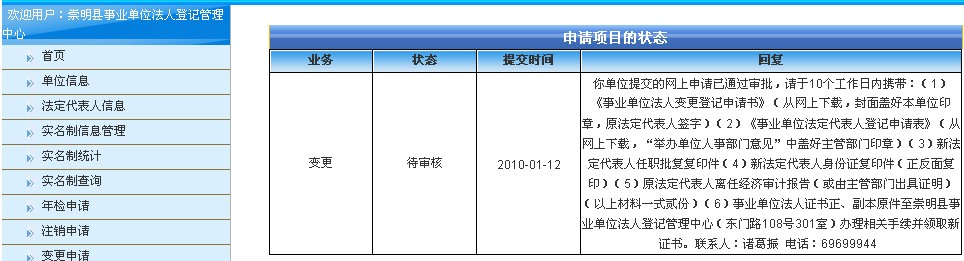 欢迎用户：崇明县事业单位法人登记管理
中心
首页
单位信息
法定代表人信息
实名制信息管理
实名制统计
实名制查询
年检申请
注销申请
变更申请
申请项目的状态
业务 状态 提交时间 回复
变更 待审核 2010-01-12
你单位提交的网上申请已通过审批，请于10个工作日内携带：（1）
《事业单位法人变更登记申请书》（从网上下载，封面盖好本单位印
章，原法定代表人签字）（2）《事业单位法定代表人登记申请表》（从
网上下载，“举办单位人事部门意见”中盖好主管部门印章）（3）新法
定代表人任职批复复印件（4）新法定代表人身份证复印件（正反面复
印）（5）原法定代表人离任经济审计报告（或由主管部门出具证明）
（以上材料一式贰份）（6）事业单位法人证书正、副本原件至崇明县事
业单位法人登记管理中心（东门路108号301室）办理相关手续并领取新
证书。联系人：诸葛振 电话：69699944